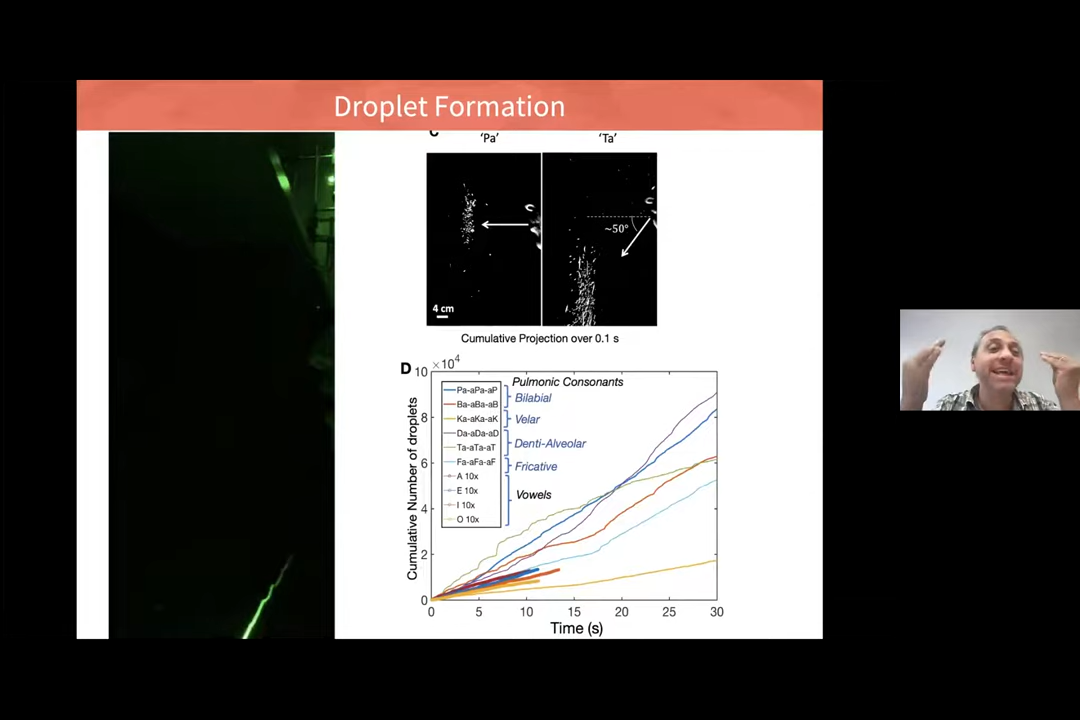 Droplet Formation
'Pa' 'Ta'
~50°
4 cm
Cumulative Projection over 0.1 s
D
×10⁴
Pulmonic Consonants
Pa-aPa-aP
Ba-aBa-aB
Bilabial
Ka-aKa-aK
Velar
Da-aDa-aD
Ta-aTa-aT
Denti-Alveolar
Fa-aFa-aF
Fricative
A 10x
E 10x
I 10x
O 10x
Vowels
Cumulative Number of droplets
10
8
6
4
2
0
0 5 10 15 20 25 30
Time (s)